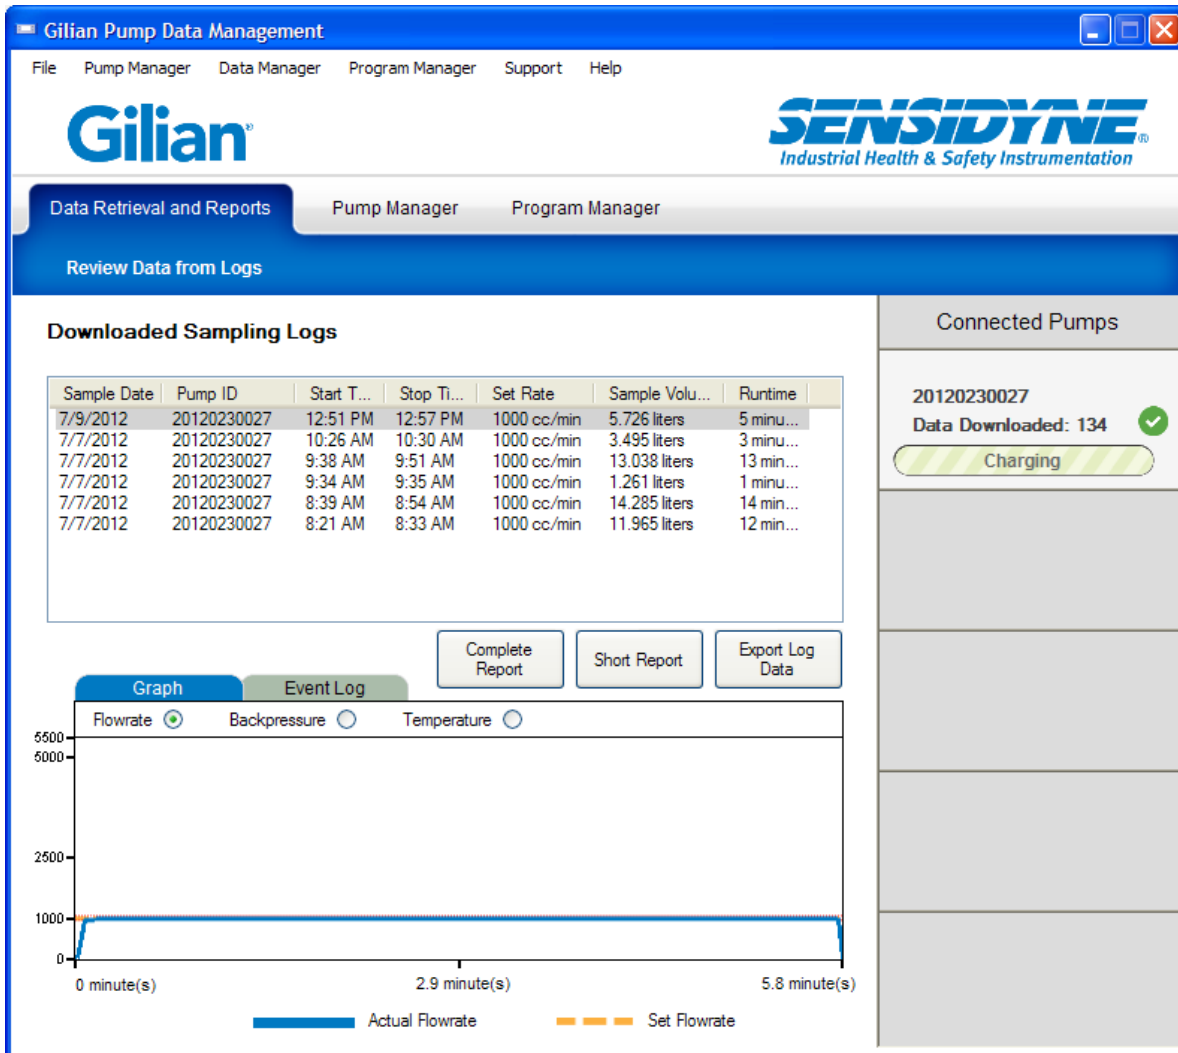 Gilian Pump Data Management
File Pump Manager Data Manager Program Manager Support Help
Gilian®
SENSIDYNE®
Industrial Health & Safety Instrumentation
Data Retrieval and Reports Pump Manager Program Manager
Review Data from Logs
Downloaded Sampling Logs
Sample Date Pump ID Start T... Stop Ti... Set Rate Sample Volu... Runtime
7/9/2012 20120230027 12:51 PM 12:57 PM 1000 cc/min 5.726 liters 5 minu...
7/7/2012 20120230027 10:26 AM 10:30 AM 1000 cc/min 3.495 liters 3 minu...
7/7/2012 20120230027 9:38 AM 9:51 AM 1000 cc/min 13.038 liters 13 min...
7/7/2012 20120230027 9:34 AM 9:35 AM 1000 cc/min 1.261 liters 1 minu...
7/7/2012 20120230027 8:39 AM 8:54 AM 1000 cc/min 14.285 liters 14 min...
7/7/2012 20120230027 8:21 AM 8:33 AM 1000 cc/min 11.965 liters 12 min...
Complete
Report
Short Report
Export Log
Data
Graph Event Log
Flowrate Backpressure Temperature
5500
5000
2500
1000
0
0 minute(s) 2.9 minute(s) 5.8 minute(s)
Actual Flowrate Set Flowrate
Connected Pumps
20120230027
Data Downloaded: 134
Charging